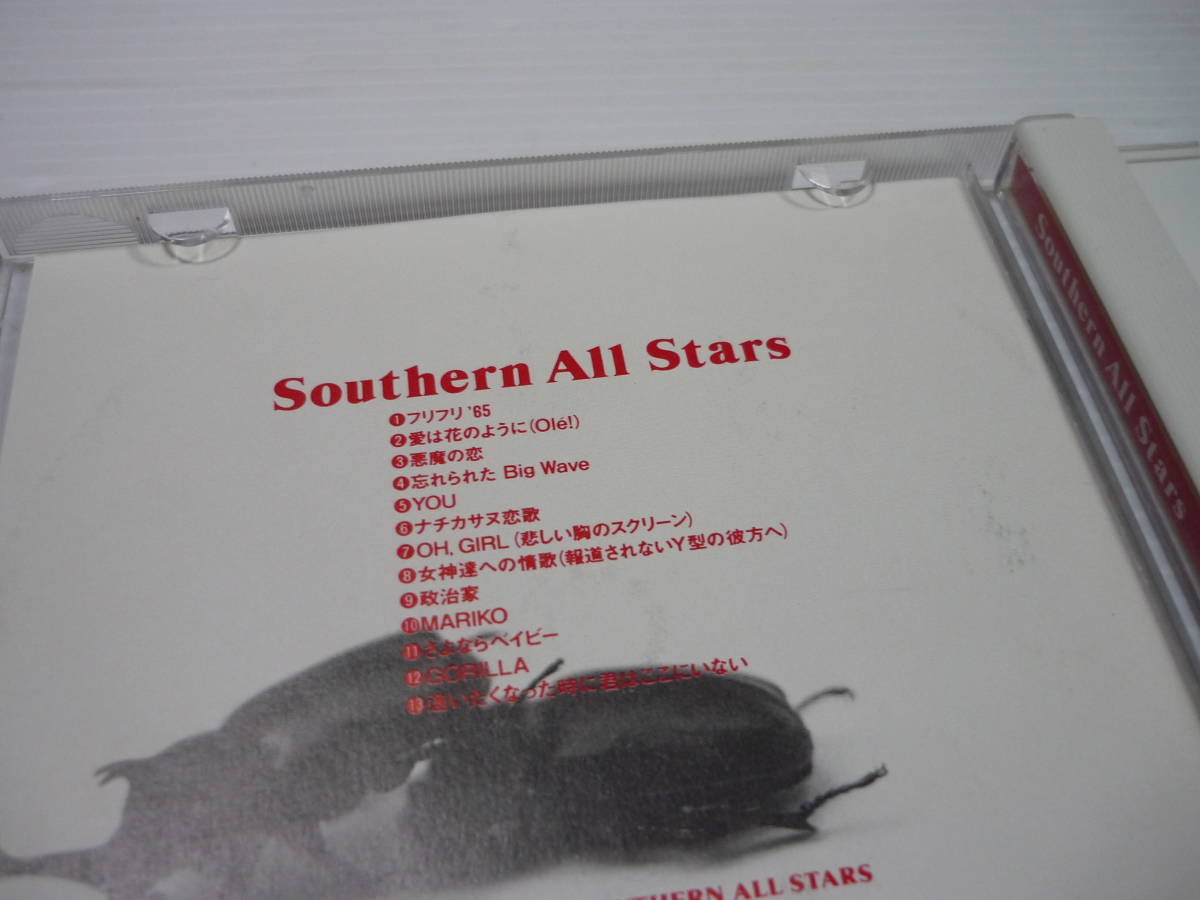 Southern All Stars
❶フリフリ '65
❷愛は花のように(Olé!)
❸悪魔の恋
❹忘れられた Big Wave
❺YOU
❻ナチカサヌ恋歌
❼OH, GIRL (悲しい胸のスクリーン)
❽女神達への情歌(報道されないY型の彼方へ)
❾政治家
❿MARIKO
⓫さよならベイビー
⓬GORILLA
⓭逢いたくなった時に君はここにいない
ALL STARS
Southern All Stars